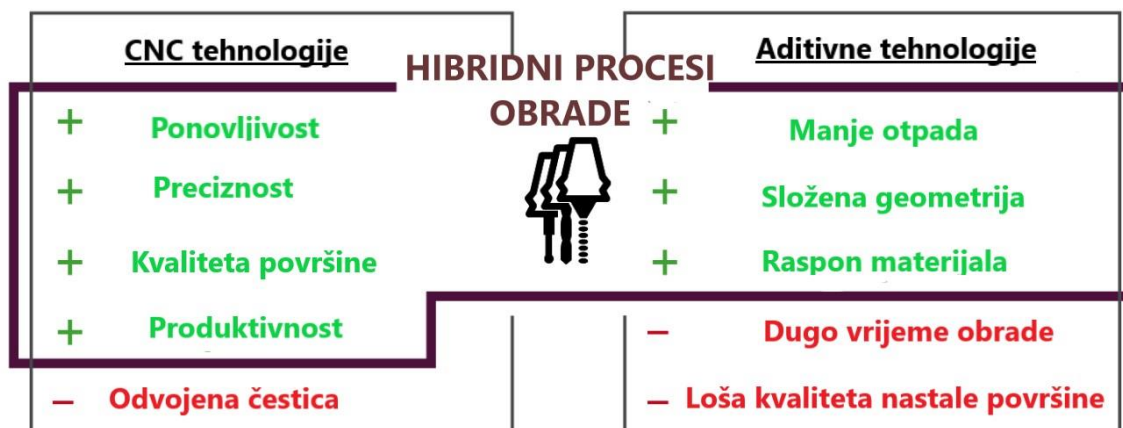 CNC tehnologije
HIBRIDNI PROCESI
OBRADE
Aditivne tehnologije
+ Ponovljivost
+ Preciznost
+ Kvaliteta površine
+ Produktivnost
− Odvojena čestica
+ Manje otpada
+ Složena geometrija
+ Raspon materijala
− Dugo vrijeme obrade
− Loša kvaliteta nastale površine